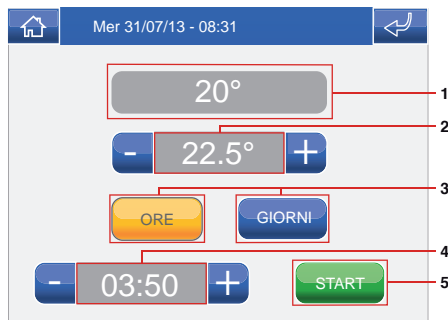 Mer 31/07/13 - 08:31
20° 1
2
- 22.5° +
3
ORE GIORNI
4
- 03:50 + START 5